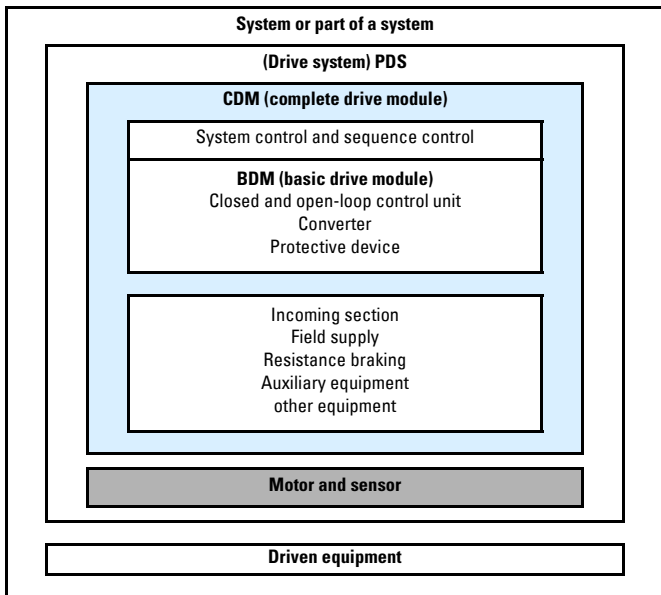 System or part of a system
(Drive system) PDS
CDM (complete drive module)
System control and sequence control
BDM (basic drive module)
Closed and open-loop control unit
Converter
Protective device
Incoming section
Field supply
Resistance braking
Auxiliary equipment
other equipment
Motor and sensor
Driven equipment